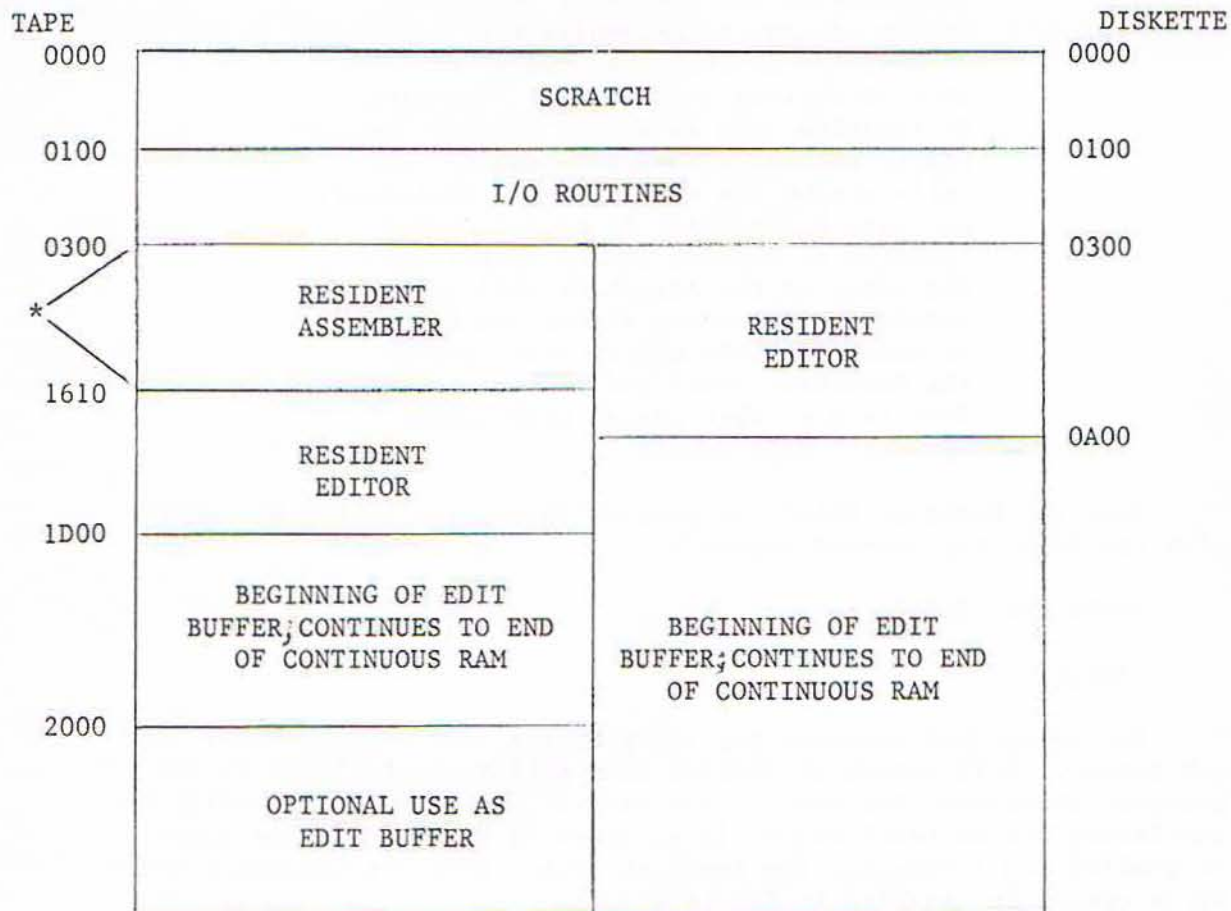 TAPE DISKETTE
0000 0000
SCRATCH
0100 0100
I/O ROUTINES
0300 0300
RESIDENT
ASSEMBLER
*
RESIDENT
EDITOR
1610
0A00
RESIDENT
EDITOR
1D00
BEGINNING OF EDIT
BUFFER;CONTINUES TO END
OF CONTINUOUS RAM
BEGINNING OF EDIT
BUFFER;CONTINUES TO END
OF CONTINUOUS RAM
2000
OPTIONAL USE AS
EDIT BUFFER